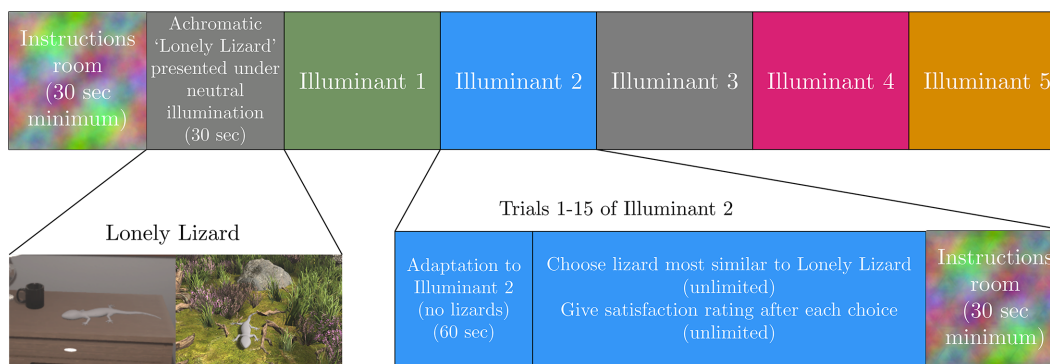 Instructions
room
(30 sec
minimum)
Achromatic
‘Lonely Lizard’
presented under
neutral
illumination
(30 sec)
Illuminant 1
Illuminant 2
Illuminant 3
Illuminant 4
Illuminant 5
Trials 1-15 of Illuminant 2
Lonely Lizard
Adaptation to
Illuminant 2
(no lizards)
(60 sec)
Choose lizard most similar to Lonely Lizard
(unlimited)
Give satisfaction rating after each choice
(unlimited)
Instructions
room
(30 sec
minimum)